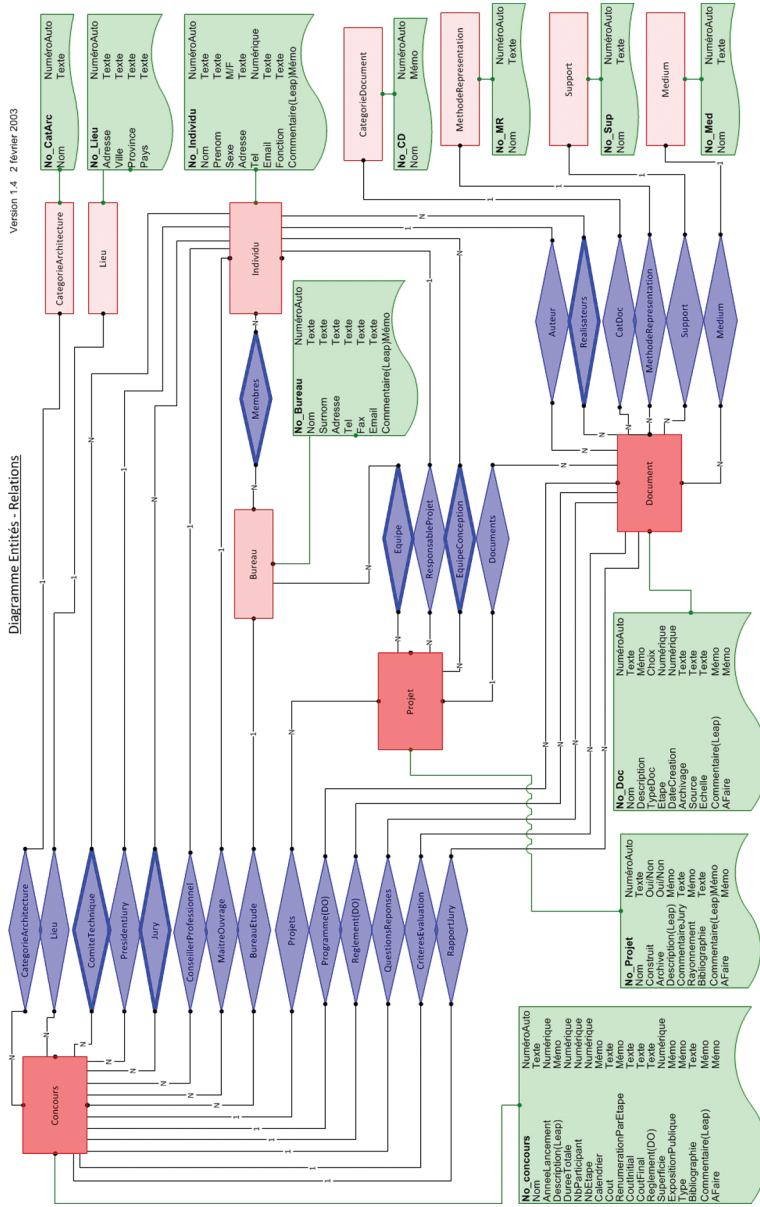 Diagramme Entités - Relations
Version 1.4 2 février 2003
No_CatArc NuméroAuto
Nom Texte
CategorieArchitecture
No_Lieu NuméroAuto
Adresse Texte
Ville Texte
Province Texte
Pays Texte
Lieu
No_Individu NuméroAuto
Nom Texte
Prenom Texte
Sexe M/F
Adresse Texte
Tel Numérique
Email Texte
Fonction Texte
Commentaire(Leap)Mémo
Individu
CategorieDocument
No_CD NuméroAuto
Nom Mémo
MethodeRepresentation
No_MR NuméroAuto
Nom Texte
Support
No_Sup NuméroAuto
Nom Texte
Medium
No_Med NuméroAuto
Nom Texte
Membres
Bureau
No_Bureau NuméroAuto
Nom Texte
Surnom Texte
Adresse Texte
Tel Texte
Fax Texte
Email Texte
Commentaire(Leap)Mémo
Auteur
Realisateurs
CatDoc
MethodeRepresentation
Support
Medium
Document
Equipe
ResponsableProjet
EquipeConception
Documents
Projet
No_Doc NuméroAuto
Nom Texte
Description Mémo
TypeDoc Choix
Etape Numérique
DateCreation Numérique
Archivage Texte
Source Texte
Echelle Texte
Commentaire(Leap) Mémo
AFaire Mémo
No_Projet NuméroAuto
Nom Texte
Construit Oui/Non
Archive Oui/Non
Description(Leap) Mémo
CommentaireJury Texte
Rayonnement Mémo
Bibliographie Texte
Commentaire(Leap)Mémo
AFaire Mémo
CategorieArchitecture
Lieu
ComiteTechnique
PresidentJury
Jury
ConseillerProfessionnel
MaitreOuvrage
BureauEtude
Projets
Programme(DO)
Reglement(DO)
QuestionsReponses
CriteresEvaluation
RapportJury
Concours
No_concours NuméroAuto
Nom Texte
AnneeLancement Numérique
Description(Leap) Mémo
DureeTotale Numérique
NbParticipant Numérique
NbEtape Numérique
Calendrier Mémo
Cout Texte
RenumerationParEtape Mémo
CoutInitial Texte
CoutFinal Texte
Reglement(DO) Texte
Superficie Numérique
ExpositionPublique Mémo
Type Mémo
Bibliographie Texte
Commentaire(Leap) Mémo
AFaire Mémo